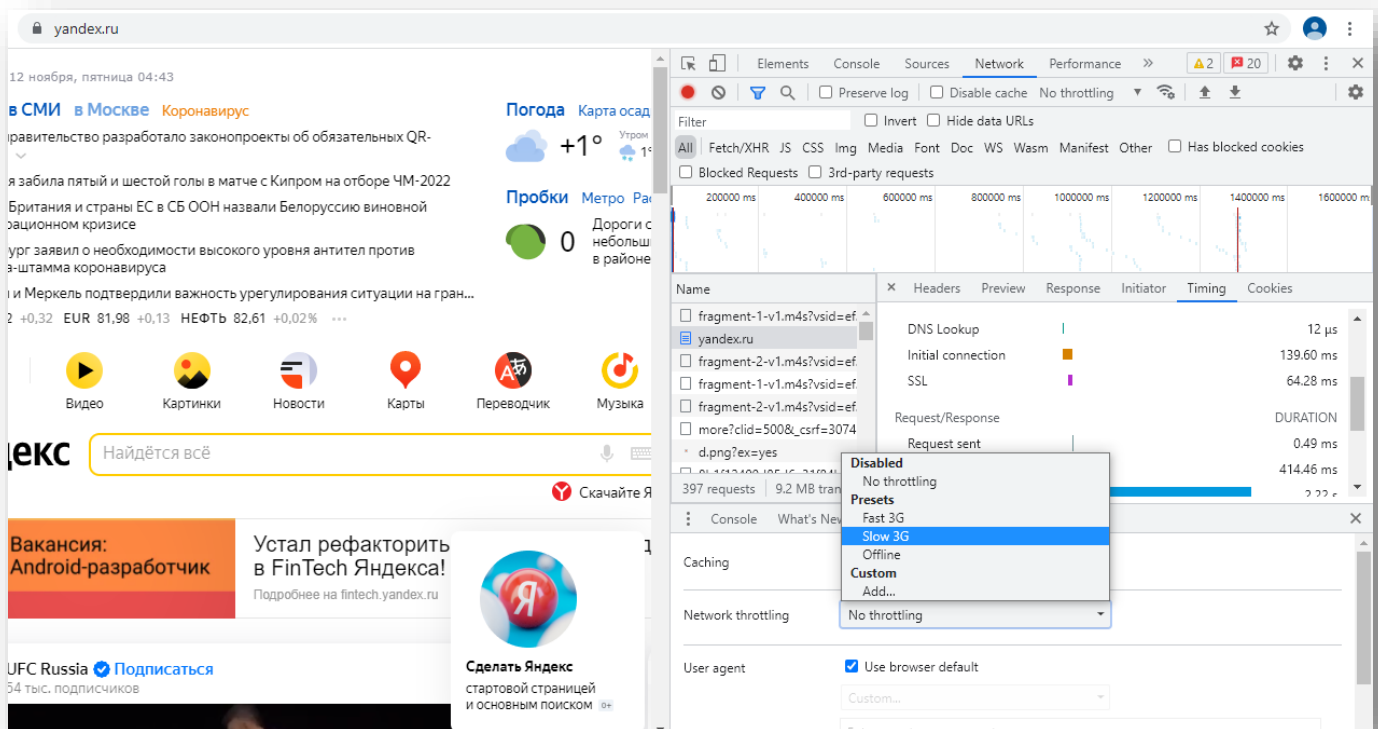 yandex.ru
12 ноября, пятница 04:43
в СМИ в Москве Коронавирус
равительство разработало законопроекты об обязательных QR-
я забила пятый и шестой голы в матче с Кипром на отборе ЧМ-2022
Британия и страны ЕС в СБ ООН назвали Белоруссию виновной
рационном кризисе
ург заявил о необходимости высокого уровня антител против
а-штамма коронавируса
и Меркель подтвердили важность урегулирования ситуации на гран...
2 +0,32 EUR 81,98 +0,13 НЕФТЬ 82,61 +0,02% ···
Погода Карта осад
+1° Утром
1°
Пробки Метро Рас
0 Дороги с
небольш
в районе
Видео Картинки Новости Карты Переводчик Музыка
декс Найдётся всё
Скачайте Я
Вакансия:
Android-разработчик
Устал рефакторить
в FinTech Яндекса!
Подробнее на fintech.yandex.ru
Я
Сделать Яндекс
стартовой страницей
и основным поиском 0+
UFC Russia Подписаться
54 тыс. подписчиков
Elements Console Sources Network Performance » 2 20
Preserve log Disable cache No throttling
Filter Invert Hide data URLs
All Fetch/XHR JS CSS Img Media Font Doc WS Wasm Manifest Other Has blocked cookies
Blocked Requests 3rd-party requests
200000 ms 400000 ms 600000 ms 800000 ms 1000000 ms 1200000 ms 1400000 ms 1600000 m
Name
fragment-1-v1.m4s?vsid=ef.
yandex.ru
fragment-2-v1.m4s?vsid=ef.
fragment-1-v1.m4s?vsid=ef.
fragment-2-v1.m4s?vsid=ef.
more?clid=500&_csrf=3074
d.png?ex=yes
397 requests 9.2 MB tran
× Headers Preview Response Initiator Timing Cookies
DNS Lookup 12 µs
Initial connection 139.60 ms
SSL 64.28 ms
Request/Response DURATION
Request sent 0.49 ms
414.46 ms
2.22 s
Console What's New
Caching
Network throttling No throttling
Disabled
No throttling
Presets
Fast 3G
Slow 3G
Offline
Custom
Add...
User agent Use browser default
Custom...